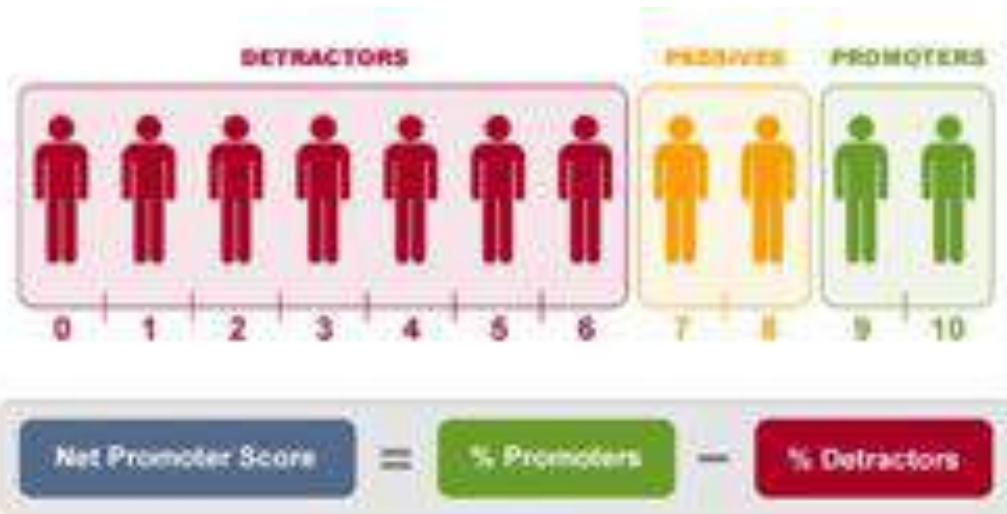 DETRACTORS PASSIVES PROMOTERS
0 1 2 3 4 5 6 7 8 9 10
Net Promoter Score = % Promoters − % Detractors